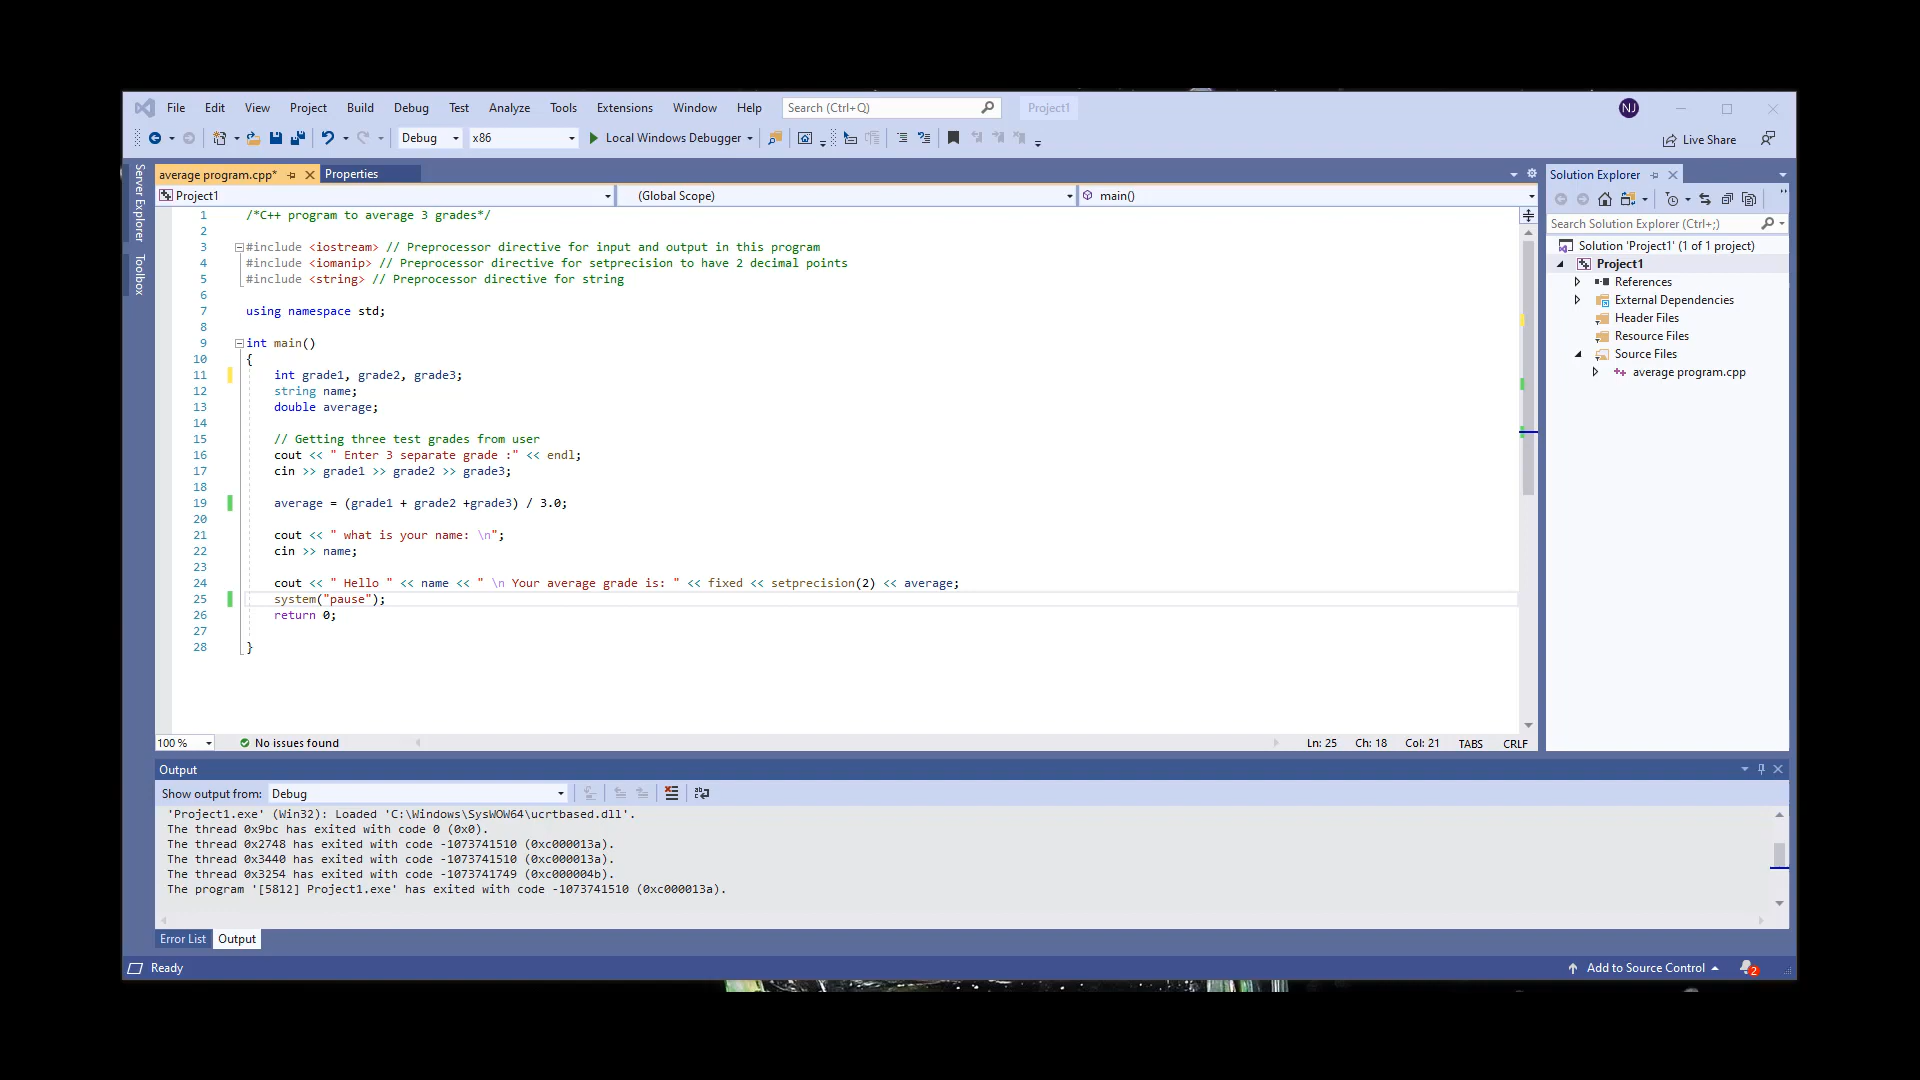 File Edit View Project Build Debug Test Analyze Tools Extensions Window Help Search (Ctrl+Q) Project1 NJ
Debug x86 Local Windows Debugger Live Share
Server Explorer
Toolbox
average program.cpp* Properties
Project1 (Global Scope) main()
1 /*C++ program to average 3 grades*/
2
3 #include <iostream> // Preprocessor directive for input and output in this program
4 #include <iomanip> // Preprocessor directive for setprecision to have 2 decimal points
5 #include <string> // Preprocessor directive for string
6
7 using namespace std;
8
9 int main()
10 {
11 int grade1, grade2, grade3;
12 string name;
13 double average;
14
15 // Getting three test grades from user
16 cout << " Enter 3 separate grade :" << endl;
17 cin >> grade1 >> grade2 >> grade3;
18
19 average = (grade1 + grade2 +grade3) / 3.0;
20
21 cout << " what is your name: \n";
22 cin >> name;
23
24 cout << " Hello " << name << " \n Your average grade is: " << fixed << setprecision(2) << average;
25 system("pause");
26 return 0;
27
28 }
100 % No issues found Ln: 25 Ch: 18 Col: 21 TABS CRLF
Solution Explorer
Search Solution Explorer (Ctrl+;)
Solution 'Project1' (1 of 1 project)
Project1
References
External Dependencies
Header Files
Resource Files
Source Files
average program.cpp
Output
Show output from: Debug
'Project1.exe' (Win32): Loaded 'C:\Windows\SysWOW64\ucrtbased.dll'.
The thread 0x9bc has exited with code 0 (0x0).
The thread 0x2748 has exited with code -1073741510 (0xc000013a).
The thread 0x3440 has exited with code -1073741510 (0xc000013a).
The thread 0x3254 has exited with code -1073741749 (0xc000004b).
The program '[5812] Project1.exe' has exited with code -1073741510 (0xc000013a).
Error List Output
Ready Add to Source Control 2